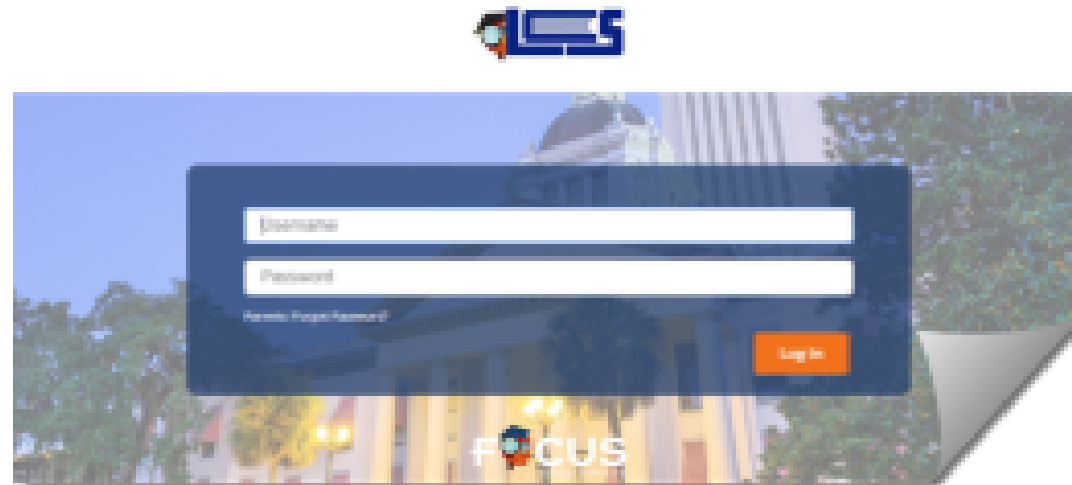 LCS
Username
Password
Parents: Forgot Password?
Log In
FOCUS